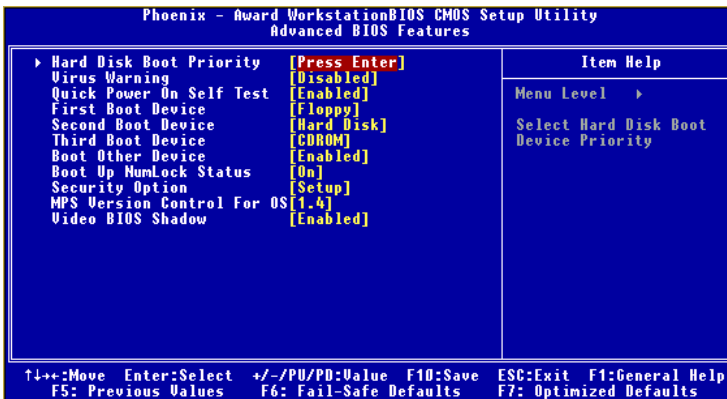 Phoenix - Award WorkstationBIOS CMOS Setup Utility
Advanced BIOS Features
▸ Hard Disk Boot Priority [Press Enter]
Virus Warning [Disabled]
Quick Power On Self Test [Enabled]
First Boot Device [Floppy]
Second Boot Device [Hard Disk]
Third Boot Device [CDROM]
Boot Other Device [Enabled]
Boot Up NumLock Status [On]
Security Option [Setup]
MPS Version Control For OS[1.4]
Video BIOS Shadow [Enabled]
Item Help
Menu Level ▸
Select Hard Disk Boot
Device Priority
↑↓→←:Move Enter:Select +/-/PU/PD:Value F10:Save ESC:Exit F1:General Help
F5: Previous Values F6: Fail-Safe Defaults F7: Optimized Defaults